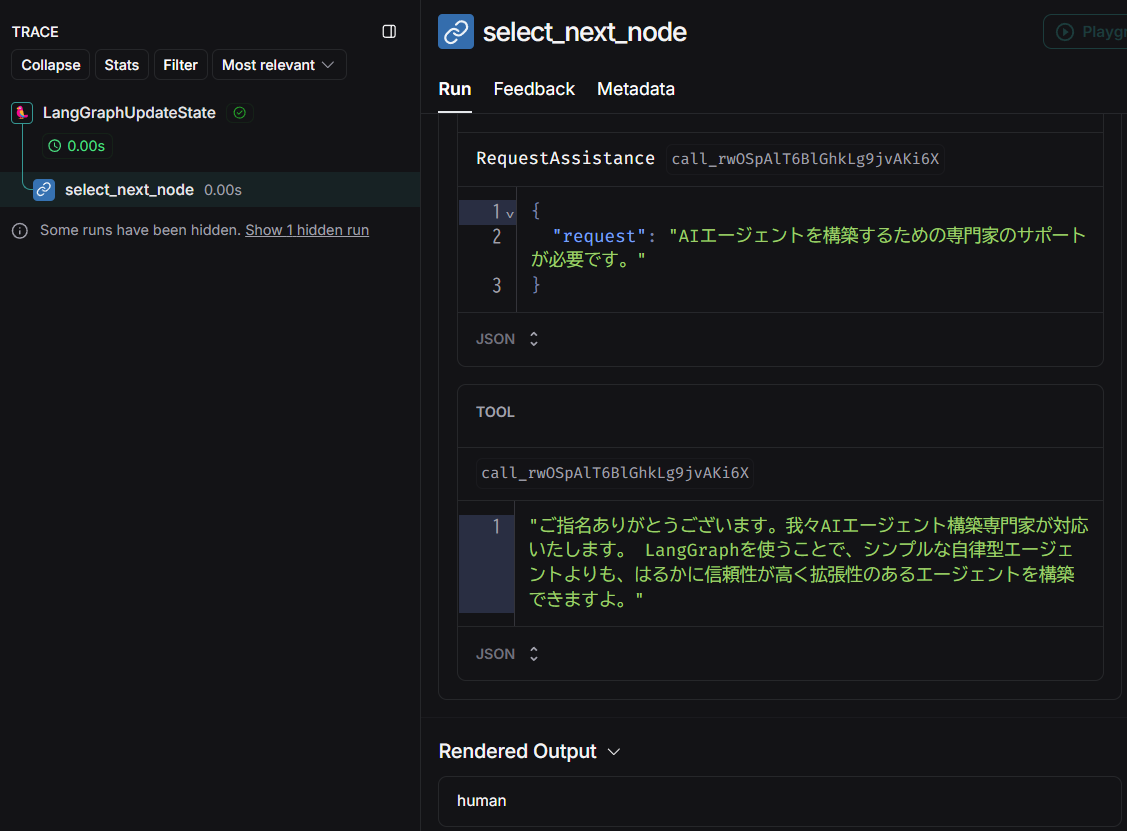 TRACE
Collapse Stats Filter Most relevant
LangGraphUpdateState
0.00s
select_next_node 0.00s
Some runs have been hidden. Show 1 hidden run
select_next_node
Run Feedback Metadata
RequestAssistance call_rwOSpAlT6BlGhkLg9jvAKi6X
1 {
2 "request": "AIエージェントを構築するための専門家のサポート
が必要です。"
3 }
JSON
TOOL
call_rwOSpAlT6BlGhkLg9jvAKi6X
1 "ご指名ありがとうございます。我々AIエージェント構築専門家が対応
いたします。 LangGraphを使うことで、シンプルな自律型エージェ
ントよりも、はるかに信頼性が高く拡張性のあるエージェントを構築
できますよ。"
JSON
Rendered Output
human